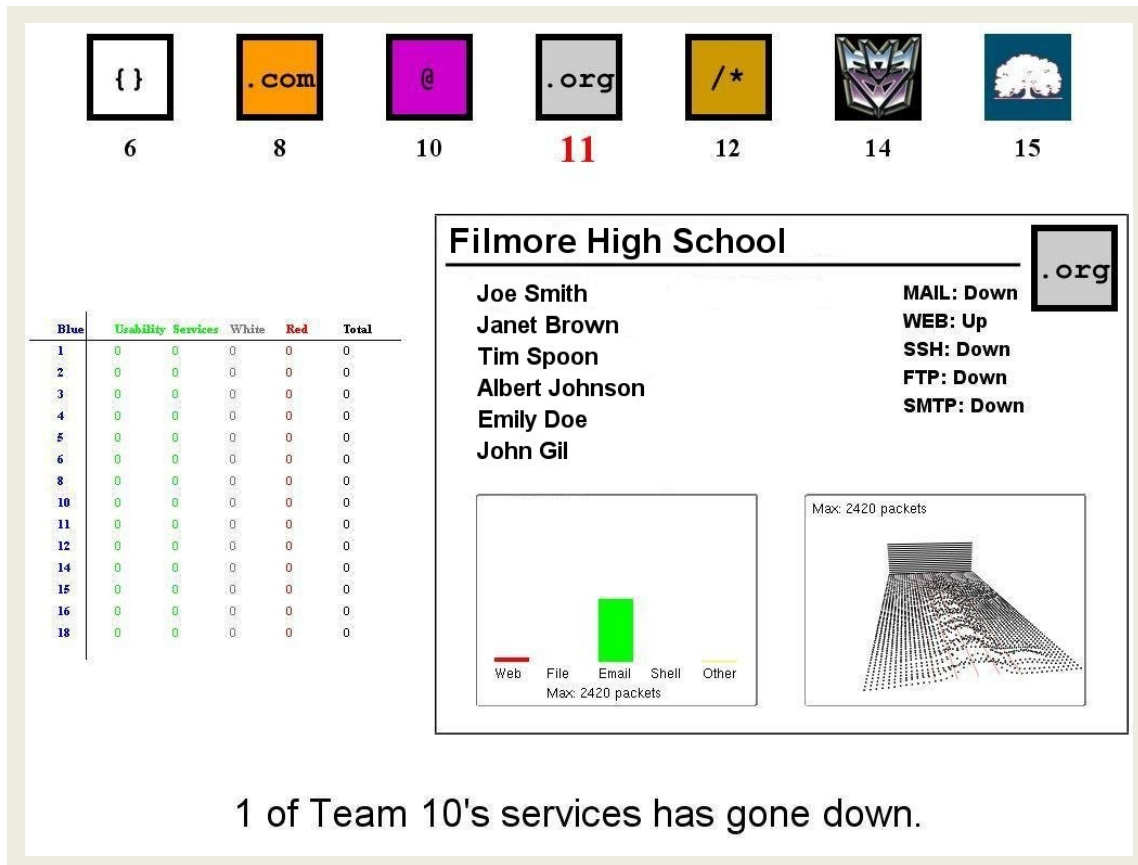 {} .com @ .org /*
6 8 10 11 12 14 15
Filmore High School
.org
Joe Smith
Janet Brown
Tim Spoon
Albert Johnson
Emily Doe
John Gil
MAIL: Down
WEB: Up
SSH: Down
FTP: Down
SMTP: Down
Blue Usability Services White Red Total
1 0 0 0 0 0
2 0 0 0 0 0
3 0 0 0 0 0
4 0 0 0 0 0
5 0 0 0 0 0
6 0 0 0 0 0
8 0 0 0 0 0
10 0 0 0 0 0
11 0 0 0 0 0
12 0 0 0 0 0
14 0 0 0 0 0
15 0 0 0 0 0
16 0 0 0 0 0
18 0 0 0 0 0
Web File Email Shell Other
Max: 2420 packets
Max: 2420 packets
1 of Team 10's services has gone down.